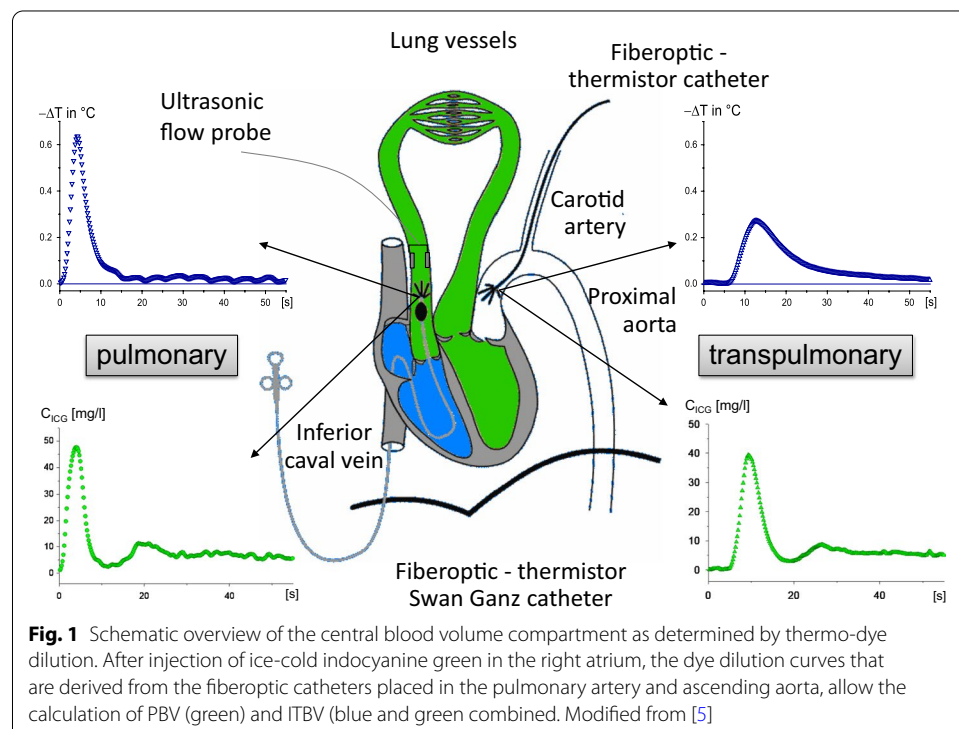 Lung vessels
Fiberoptic -
thermistor catheter
Ultrasonic
flow probe
−ΔT in °C
0.6
0.4
0.2
0.0
0 10 20 30 40 50 [s]
−ΔT in °C
0.6
0.4
0.2
0.0
0 10 20 30 40 50 [s]
Carotid
artery
Proximal
aorta
pulmonary
transpulmonary
C_ICG [mg/l]
50
40
30
20
10
0
0 20 40 [s]
Inferior
caval vein
C_ICG [mg/l]
50
40
30
20
10
0
0 20 40 [s]
Fiberoptic - thermistor
Swan Ganz catheter
Fig. 1 Schematic overview of the central blood volume compartment as determined by thermo-dye
dilution. After injection of ice-cold indocyanine green in the right atrium, the dye dilution curves that
are derived from the fiberoptic catheters placed in the pulmonary artery and ascending aorta, allow the
calculation of PBV (green) and ITBV (blue and green combined. Modified from [5]